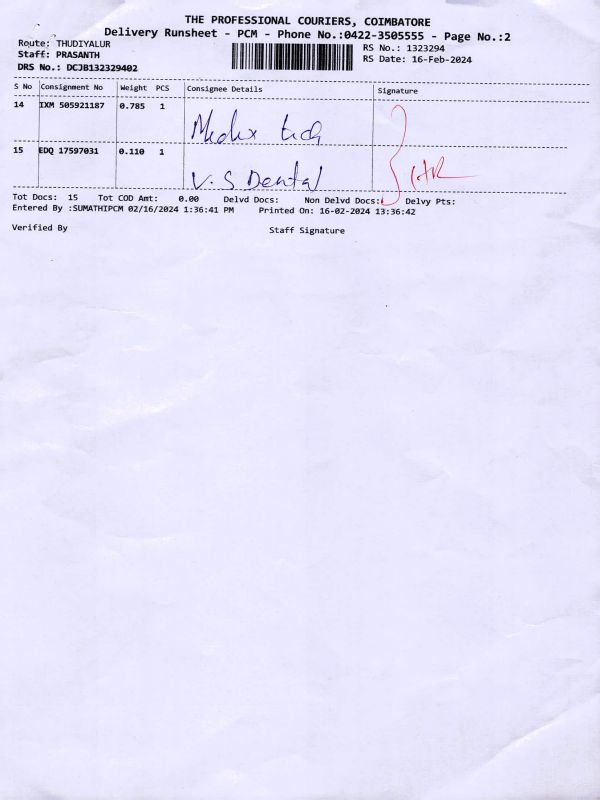 THE PROFESSIONAL COURIERS, COIMBATORE
Delivery Runsheet - PCM - Phone No.:0422-3505555 - Page No.:2
Route: THUDIYALUR
Staff: PRASANTH
DRS No.: DCJB132329402
RS No.: 1323294
RS Date: 16-Feb-2024
S No Consignment No Weight PCS Consignee Details Signature
14 IXM 505921187 0.785 1
Medix tech
15 EDQ 17597031 0.110 1
V.S Dental
Tot Docs: 15 Tot COD Amt: 0.00 Delvd Docs: Non Delvd Docs: Delvy Pts:
Entered By :SUMATHIPCM 02/16/2024 1:36:41 PM Printed On: 16-02-2024 13:36:42
Verified By Staff Signature